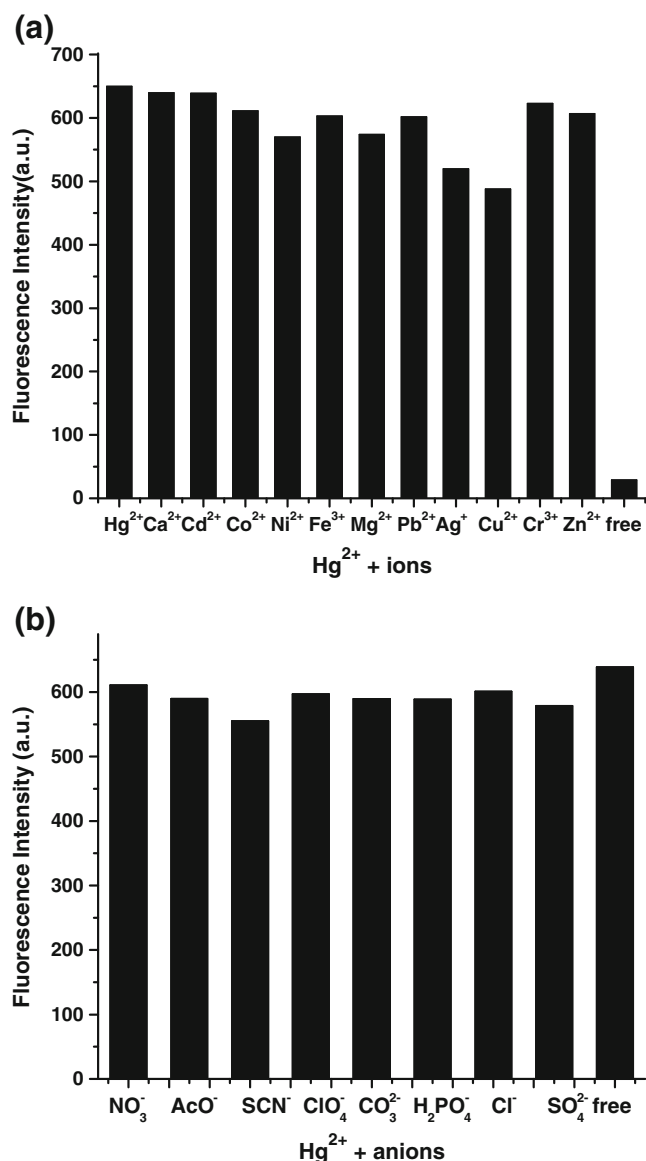 (a)
700
600
500
400
300
200
100
0
Fluorescence Intensity(a.u.)
Hg²⁺ Ca²⁺ Cd²⁺ Co²⁺ Ni²⁺ Fe³⁺ Mg²⁺ Pb²⁺ Ag⁺ Cu²⁺ Cr³⁺ Zn²⁺ free
Hg²⁺ + ions
(b)
600
500
400
300
200
100
0
Fluorescence Intensity (a.u.)
NO₃⁻ AcO⁻ SCN⁻ ClO₄⁻ CO₃²⁻ H₂PO₄⁻ Cl⁻ SO₄²⁻ free
Hg²⁺ + anions